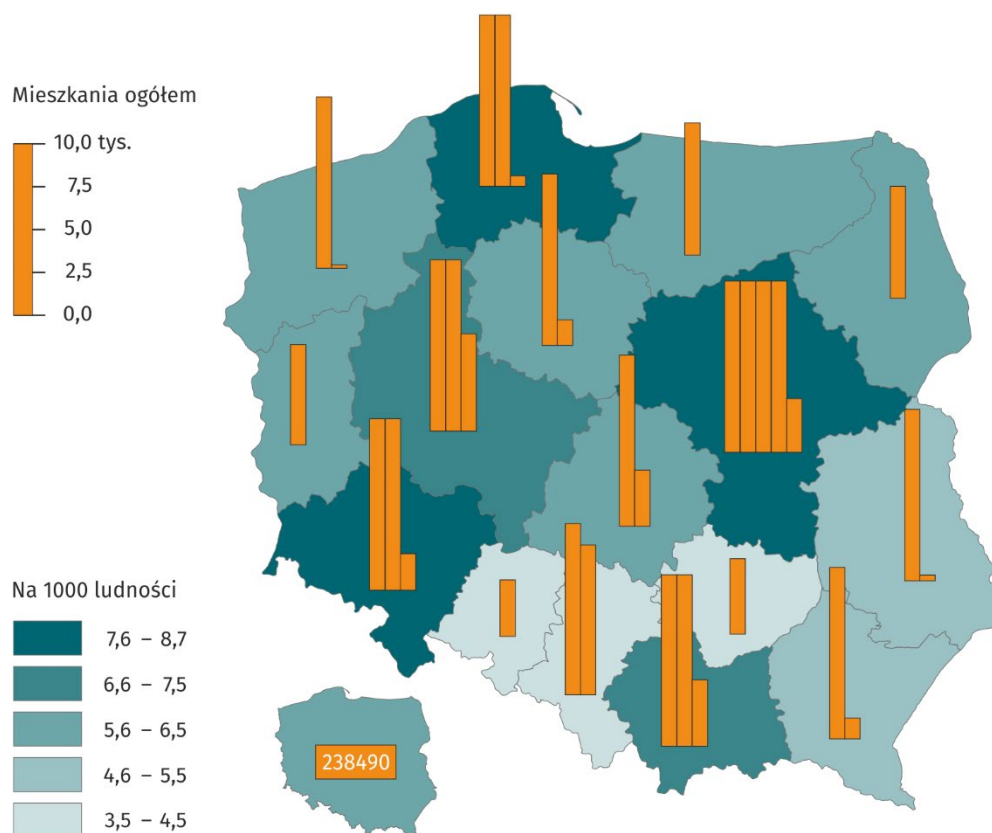 Mieszkania ogółem
10,0 tys.
7,5
5,0
2,5
0,0
Na 1000 ludności
7,6 – 8,7
6,6 – 7,5
5,6 – 6,5
4,6 – 5,5
3,5 – 4,5
238490